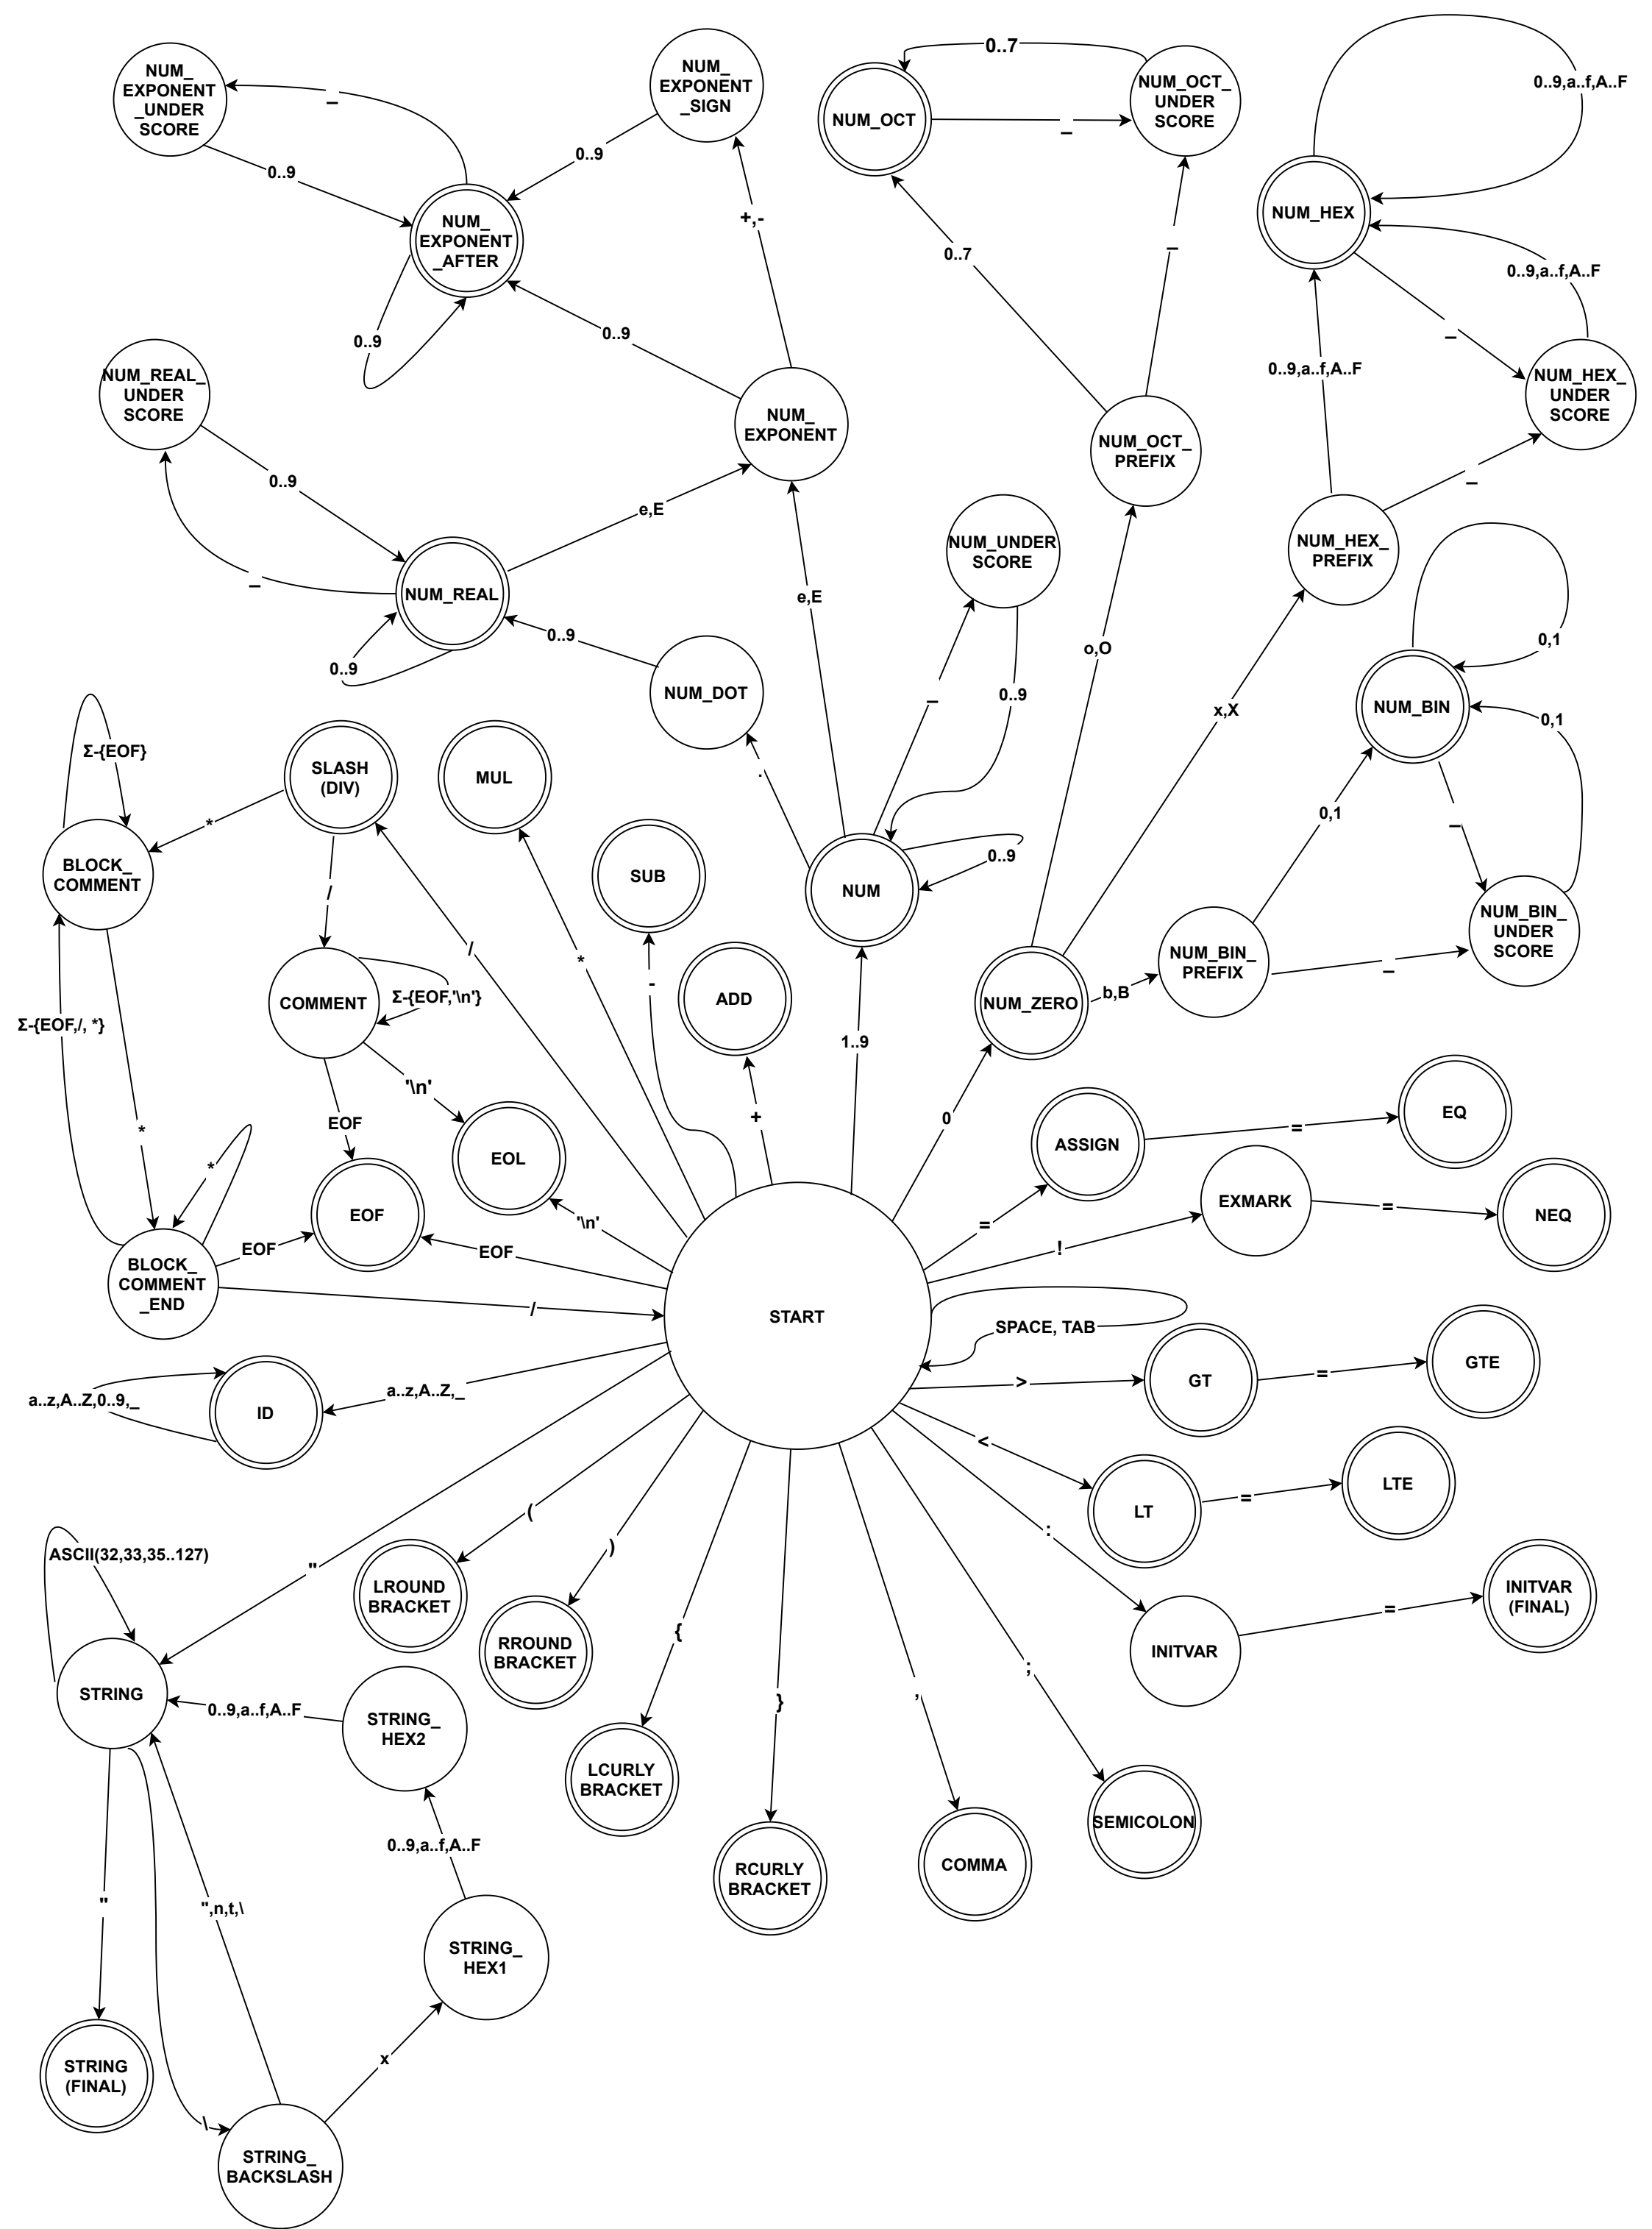 NUM_
EXPONENT
_UNDER
SCORE
_
0..9
NUM_
EXPONENT
_SIGN
0..9
+,-
NUM_
EXPONENT
_AFTER
0..9
0..9
NUM_
EXPONENT
NUM_REAL_
UNDER
SCORE
0..9
_
NUM_REAL
e,E
0..9
0..9
NUM_DOT
.
e,E
NUM_UNDER
SCORE
_
0..9
NUM
0..9
1..9
NUM_OCT
0..7
_
NUM_OCT_
UNDER
SCORE
0..7
_
NUM_OCT_
PREFIX
o,O
NUM_HEX
0..9,a..f,A..F
0..9,a..f,A..F
_
NUM_HEX_
UNDER
SCORE
0..9,a..f,A..F
_
NUM_HEX_
PREFIX
x,X
NUM_BIN
0,1
0,1
_
NUM_BIN_
UNDER
SCORE
0,1
_
NUM_BIN_
PREFIX
b,B
NUM_ZERO
0
Σ-{EOF}
BLOCK_
COMMENT
*
SLASH
(DIV)
/
/
MUL
*
SUB
-
ADD
+
COMMENT
Σ-{EOF,'\n'}
'\n'
EOF
Σ-{EOF,/, *}
*
*
BLOCK_
COMMENT
_END
EOF
/
EOF
EOL
'\n'
EOF
START
ASSIGN
=
=
EQ
EXMARK
!
=
NEQ
SPACE, TAB
>
GT
=
GTE
<
LT
=
LTE
:
INITVAR
=
INITVAR
(FINAL)
;
SEMICOLON
,
COMMA
}
RCURLY
BRACKET
{
LCURLY
BRACKET
)
RROUND
BRACKET
(
LROUND
BRACKET
a..z,A..Z,_
ID
a..z,A..Z,0..9,_
"
ASCII(32,33,35..127)
STRING
0..9,a..f,A..F
STRING_
HEX2
0..9,a..f,A..F
STRING_
HEX1
"
",n,t,\
x
\
STRING
(FINAL)
STRING_
BACKSLASH